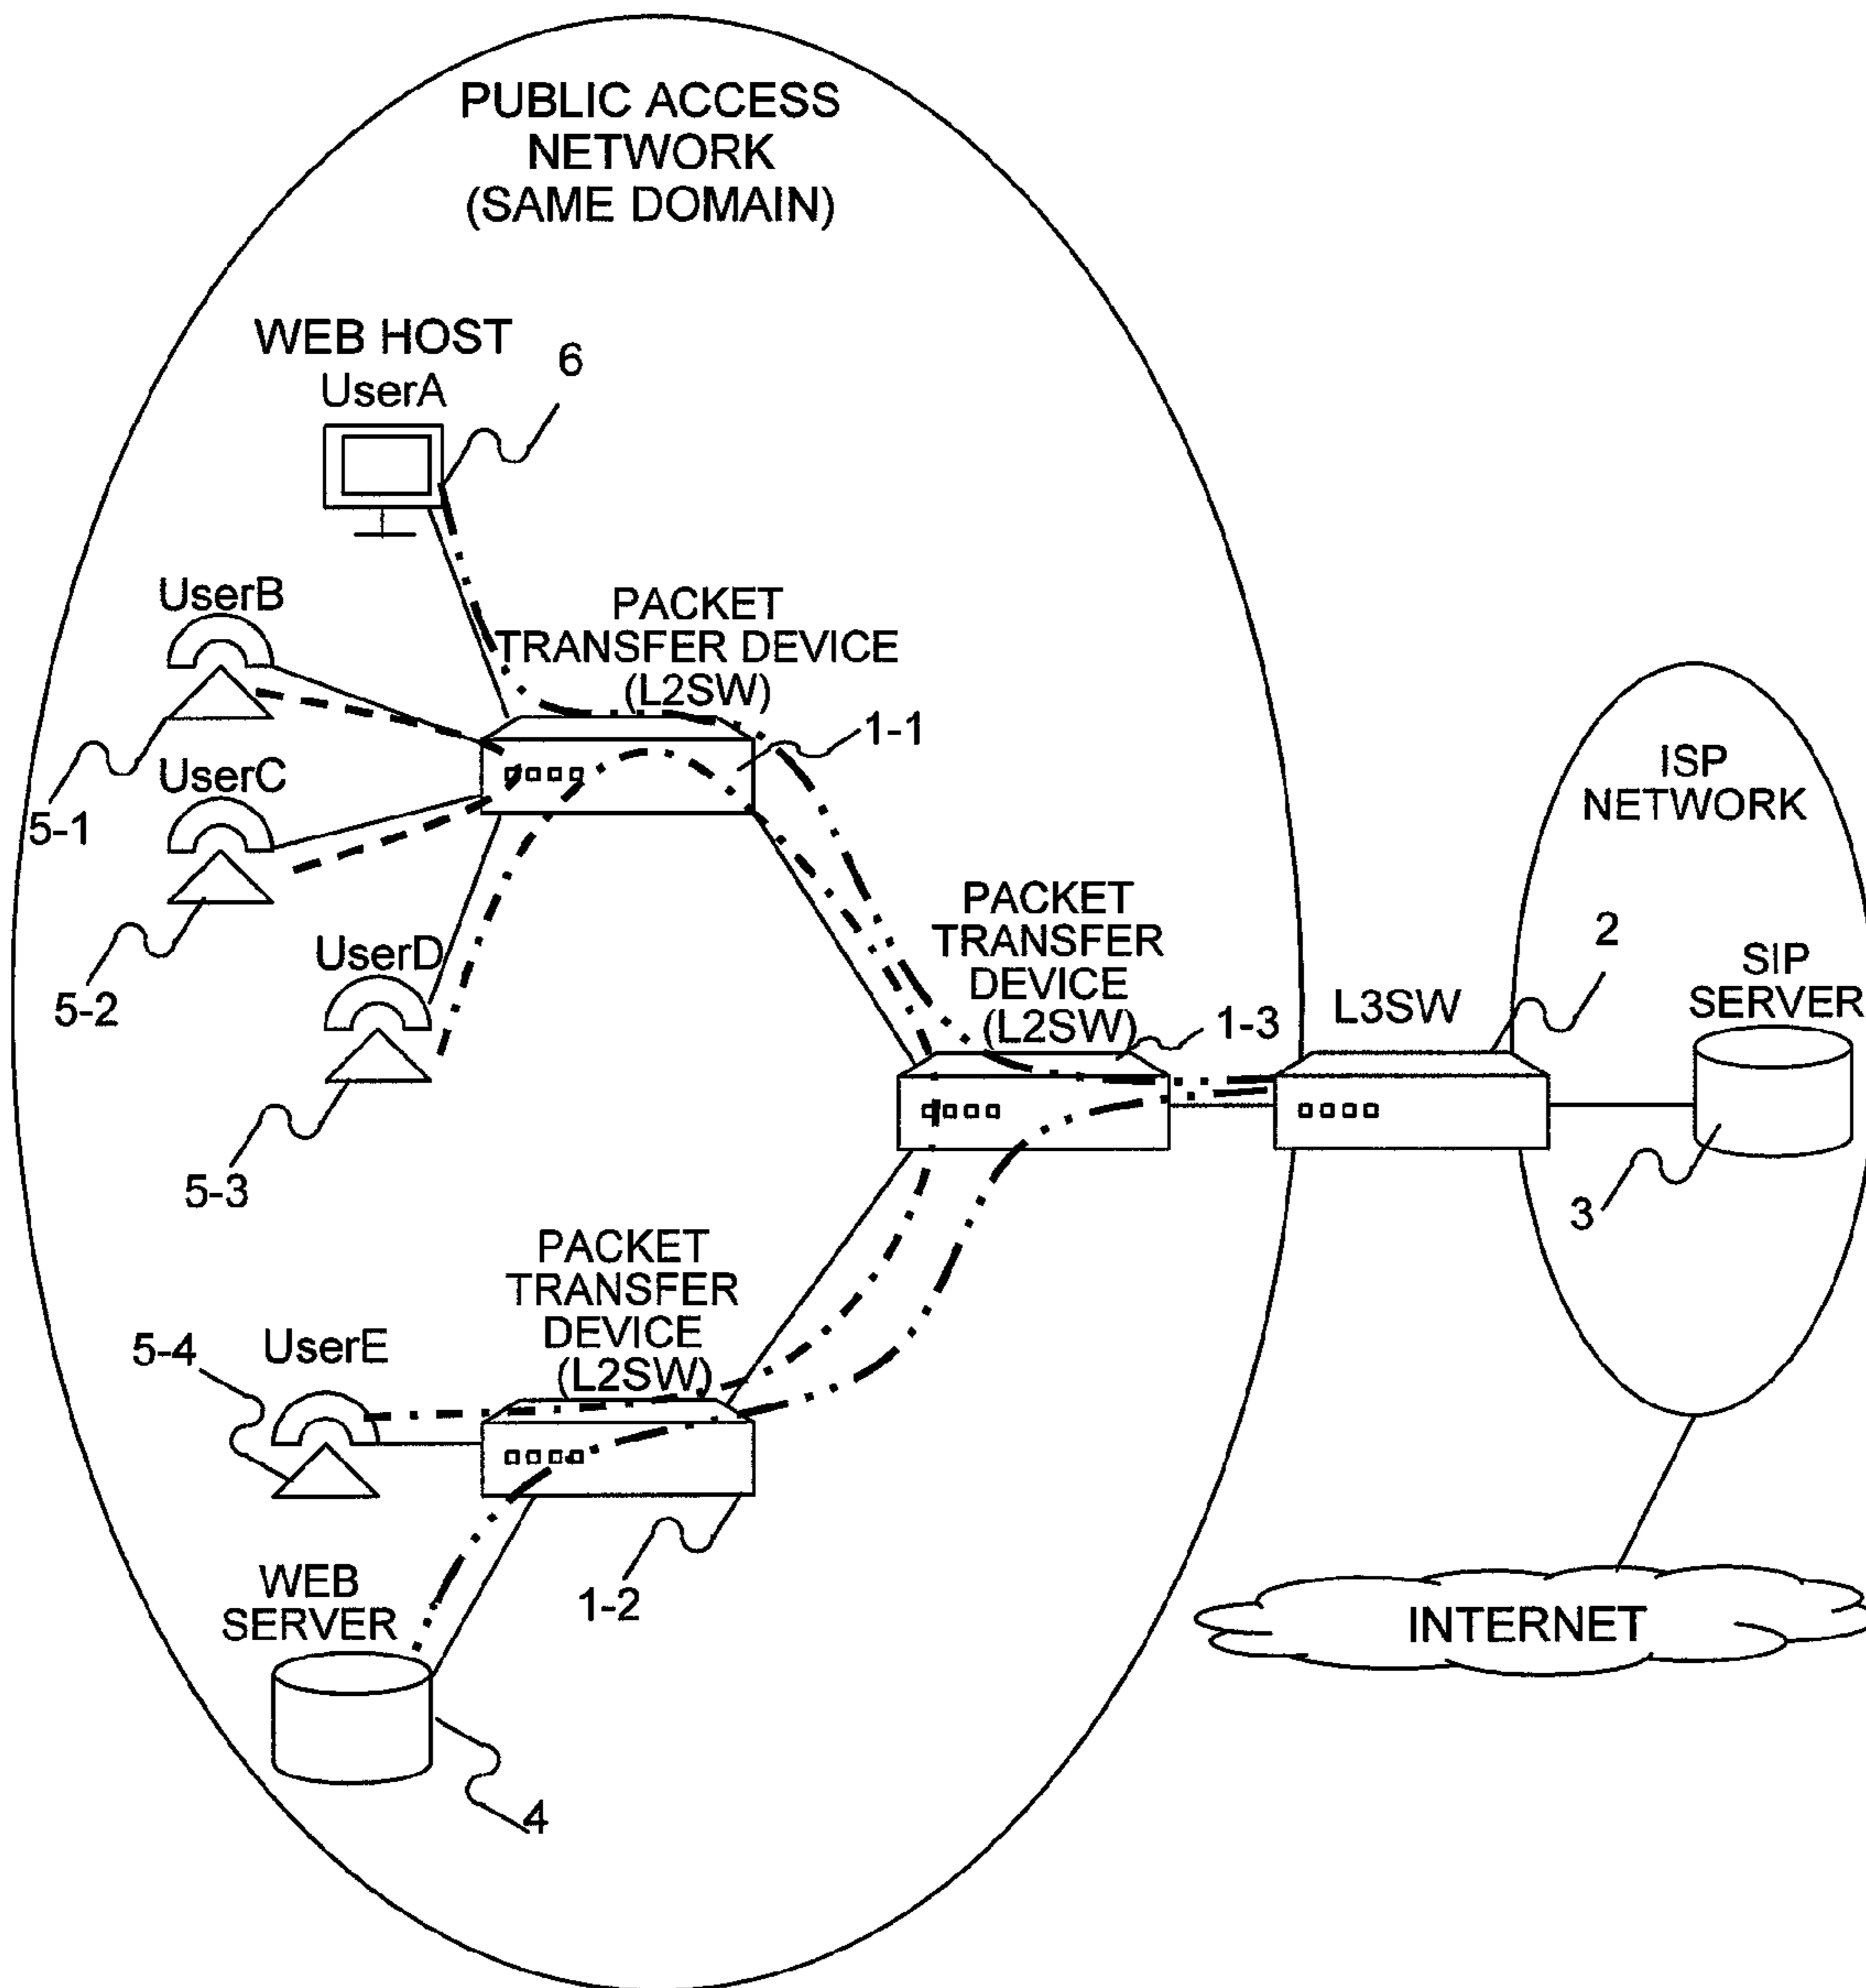 PUBLIC ACCESS
NETWORK
(SAME DOMAIN)
WEB HOST
UserA
6
UserB
PACKET
TRANSFER DEVICE
(L2SW)
1-1
5-1
UserC
5-2
ISP
NETWORK
PACKET
TRANSFER
DEVICE
(L2SW)
1-3
2
UserD
5-3
L3SW
SIP
SERVER
3
PACKET
TRANSFER
DEVICE
(L2SW)
5-4
UserE
1-2
WEB
SERVER
4
INTERNET